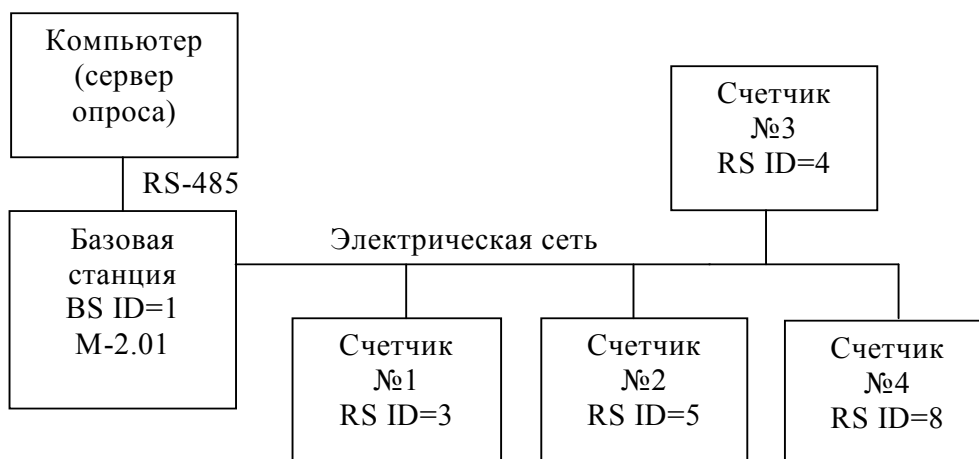 Компьютер
(сервер
опроса)
RS-485
Базовая
станция
BS ID=1
М-2.01
Электрическая сеть
Счетчик
№3
RS ID=4
Счетчик
№1
RS ID=3
Счетчик
№2
RS ID=5
Счетчик
№4
RS ID=8